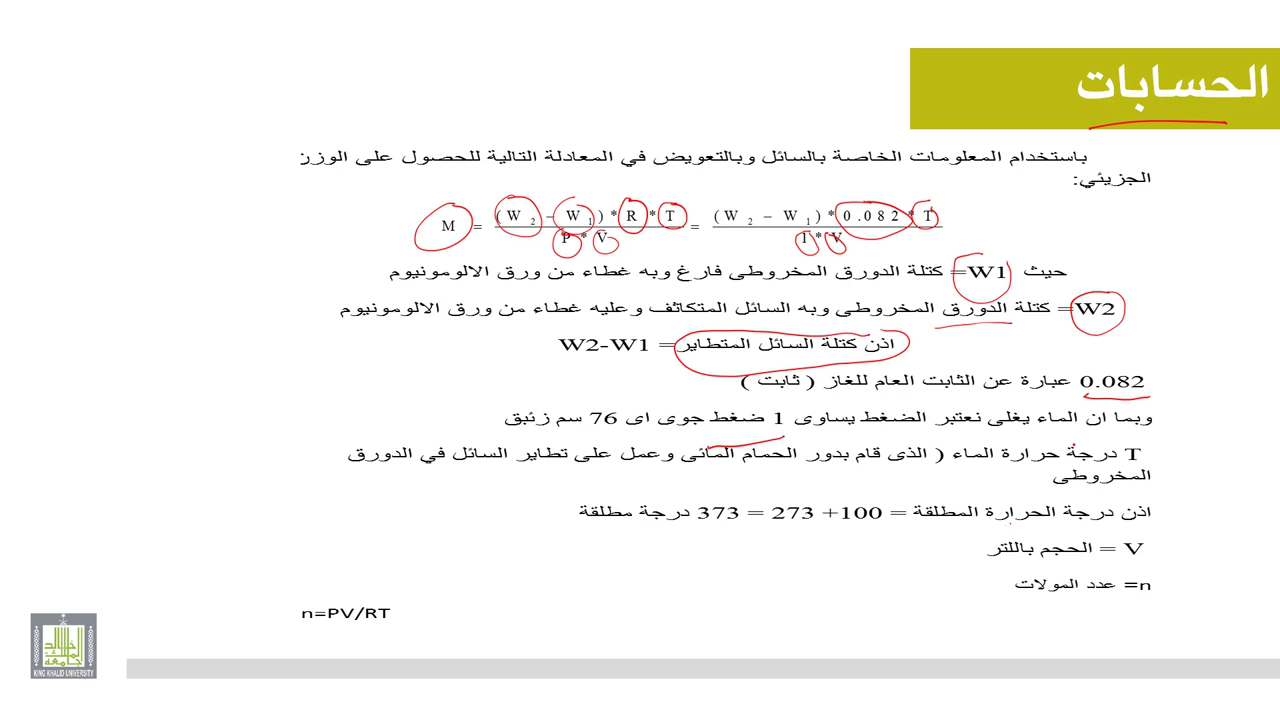 الحسابات
باستخدام المعلومات الخاصة بالسائل وبالتعويض في المعادلة التالية للحصول على الوزن
الجزيئي:
M = (W2 – W1) * R * T / P * V = (W2 – W1) * 0.082 * T / 1 * V
حيث W1= كتلة الدورق المخروطى فارغ وبه غطاء من ورق الالومونيوم
W2= كتلة الدورق المخروطى وبه السائل المتكاثف وعليه غطاء من ورق الالومونيوم
اذن كتلة السائل المتطاير= W2-W1
0.082 عبارة عن الثابت العام للغاز ( ثابت )
وبما ان الماء يغلى نعتبر الضغط يساوى 1 ضغط جوى اى 76 سم زئبق
T درجة حرارة الماء ( الذى قام بدور الحمام المائى وعمل على تطاير السائل في الدورق
المخروطى
اذن درجة الحرارة المطلقة = 100+ 273 = 373 درجة مطلقة
V = الحجم باللتر
n= عدد المولات
n=PV/RT
جامعة الملك خالد
KING KHALID UNIVERSITY